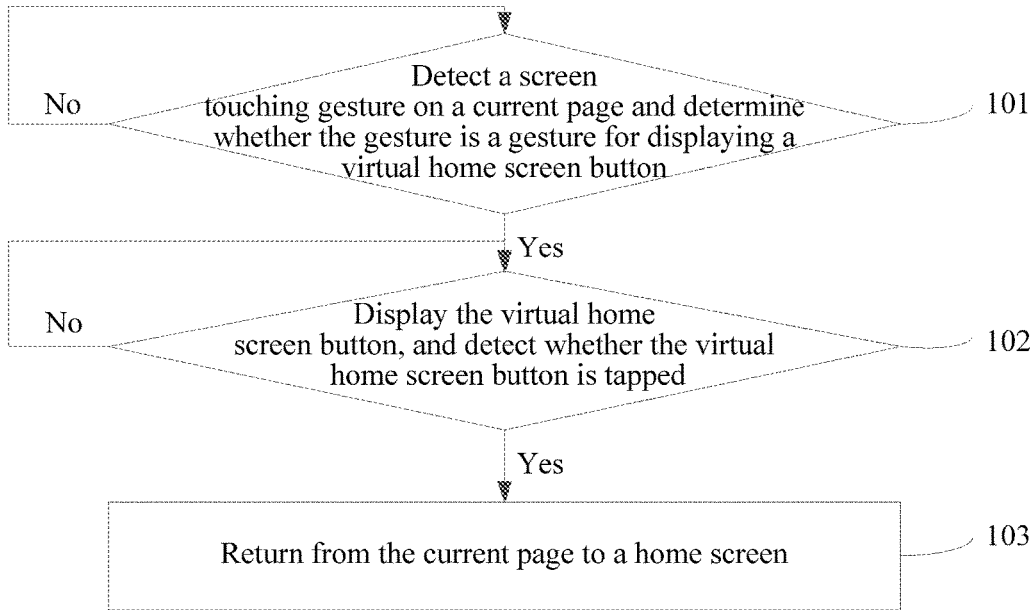 Detect a screen
touching gesture on a current page and determine
whether the gesture is a gesture for displaying a
virtual home screen button
No
101
Yes
Display the virtual home
screen button, and detect whether the virtual
home screen button is tapped
No
102
Yes
Return from the current page to a home screen
103